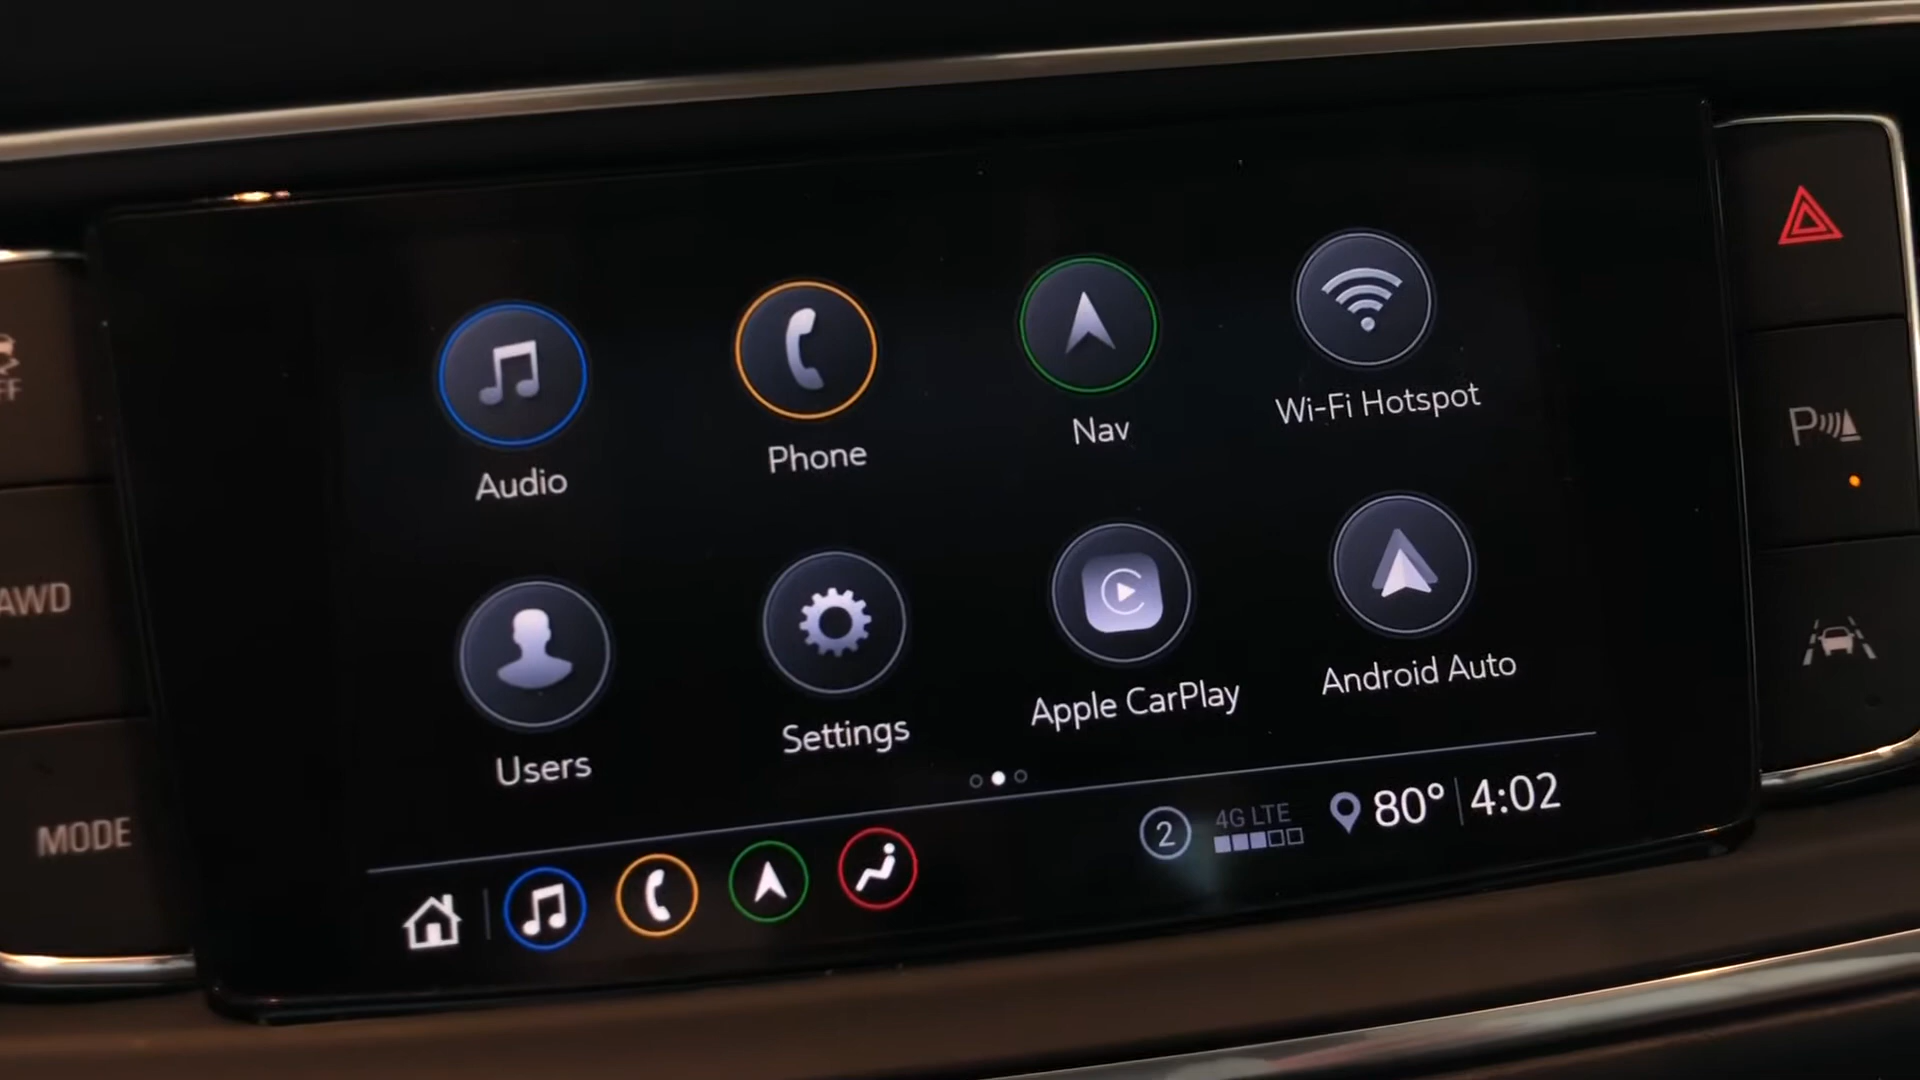 Audio
Phone
Nav
Wi-Fi Hotspot
Users
Settings
Apple CarPlay
Android Auto
2
4G LTE
80° 4:02
AWD
MODE
P